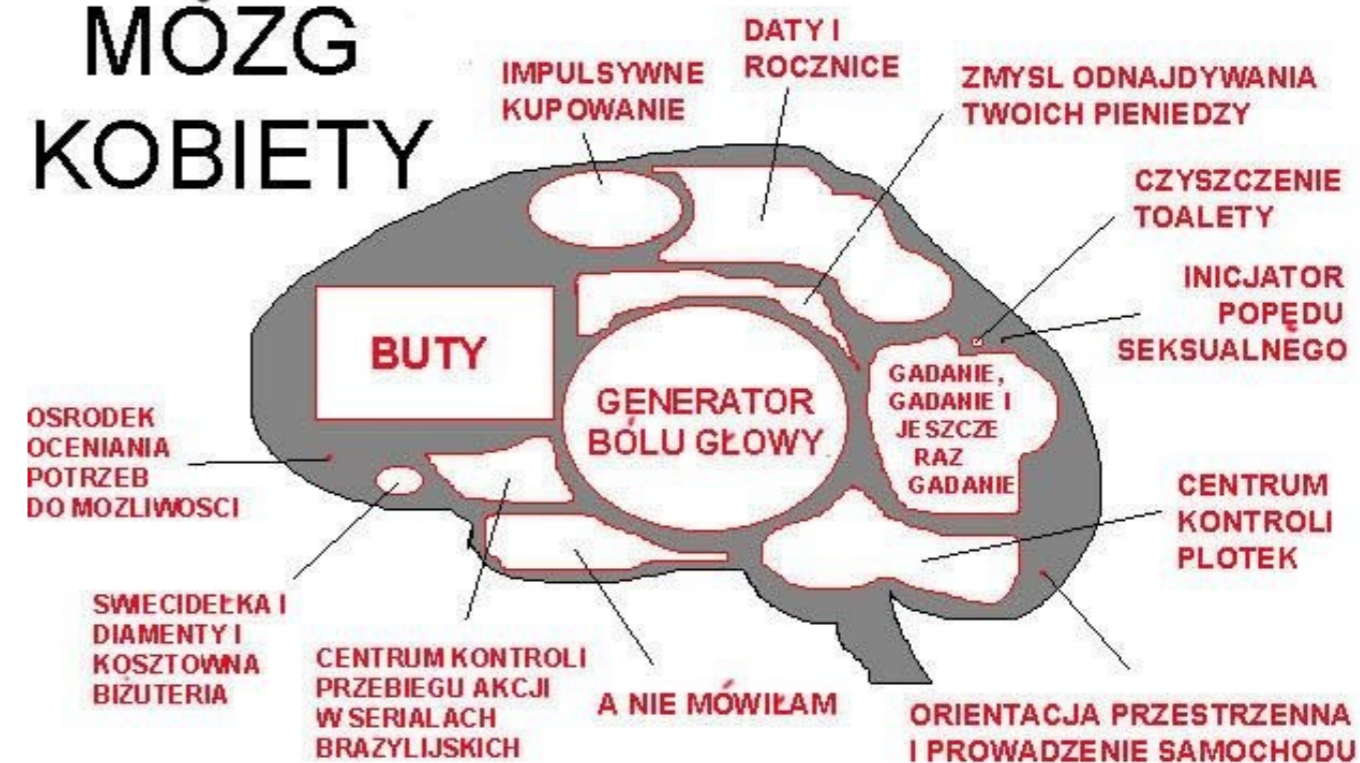 MÓZG
KOBIETY
IMPULSYWNE
KUPOWANIE
DATY I
ROCZNICE
ZMYSL ODNAJDYWANIA
TWOICH PIENIEDZY
CZYSZCZENIE
TOALETY
INICJATOR
POPĘDU
SEKSUALNEGO
BUTY
GENERATOR
BÓLU GŁOWY
GADANIE,
GADANIE I
JESZCZE
RAZ
GADANIE
OSRODEK
OCENIANIA
POTRZEB
DO MOZLIWOSCI
CENTRUM
KONTROLI
PLOTEK
SWIECIDEŁKA I
DIAMENTY I
KOSZTOWNA
BIŻUTERIA
CENTRUM KONTROLI
PRZEBIEGU AKCJI
W SERIALACH
BRAZYLIJSKICH
A NIE MÓWIŁAM
ORIENTACJA PRZESTRZENNA
I PROWADZENIE SAMOCHODU